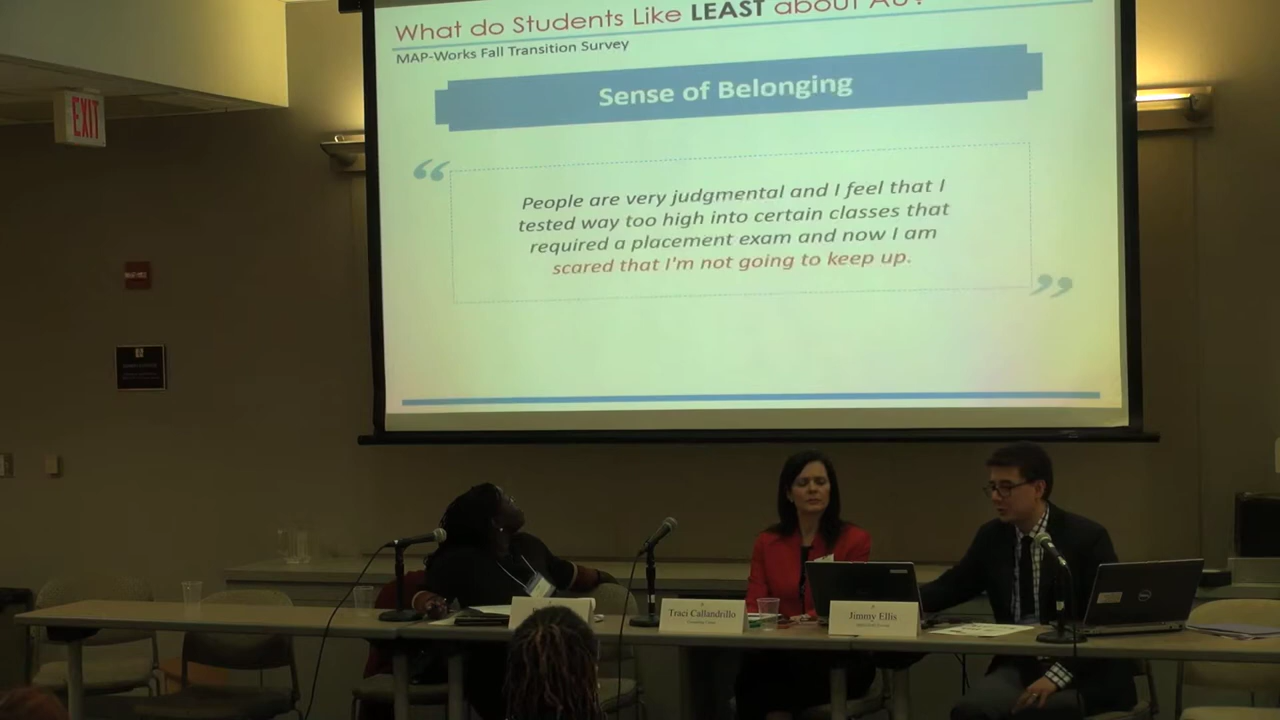 What do Students Like LEAST about AU?
MAP-Works Fall Transition Survey
Sense of Belonging
EXIT
“
People are very judgmental and I feel that I
tested way too high into certain classes that
required a placement exam and now I am
scared that I'm not going to keep up.
”
Traci Callandrillo
Jimmy Ellis
DELL